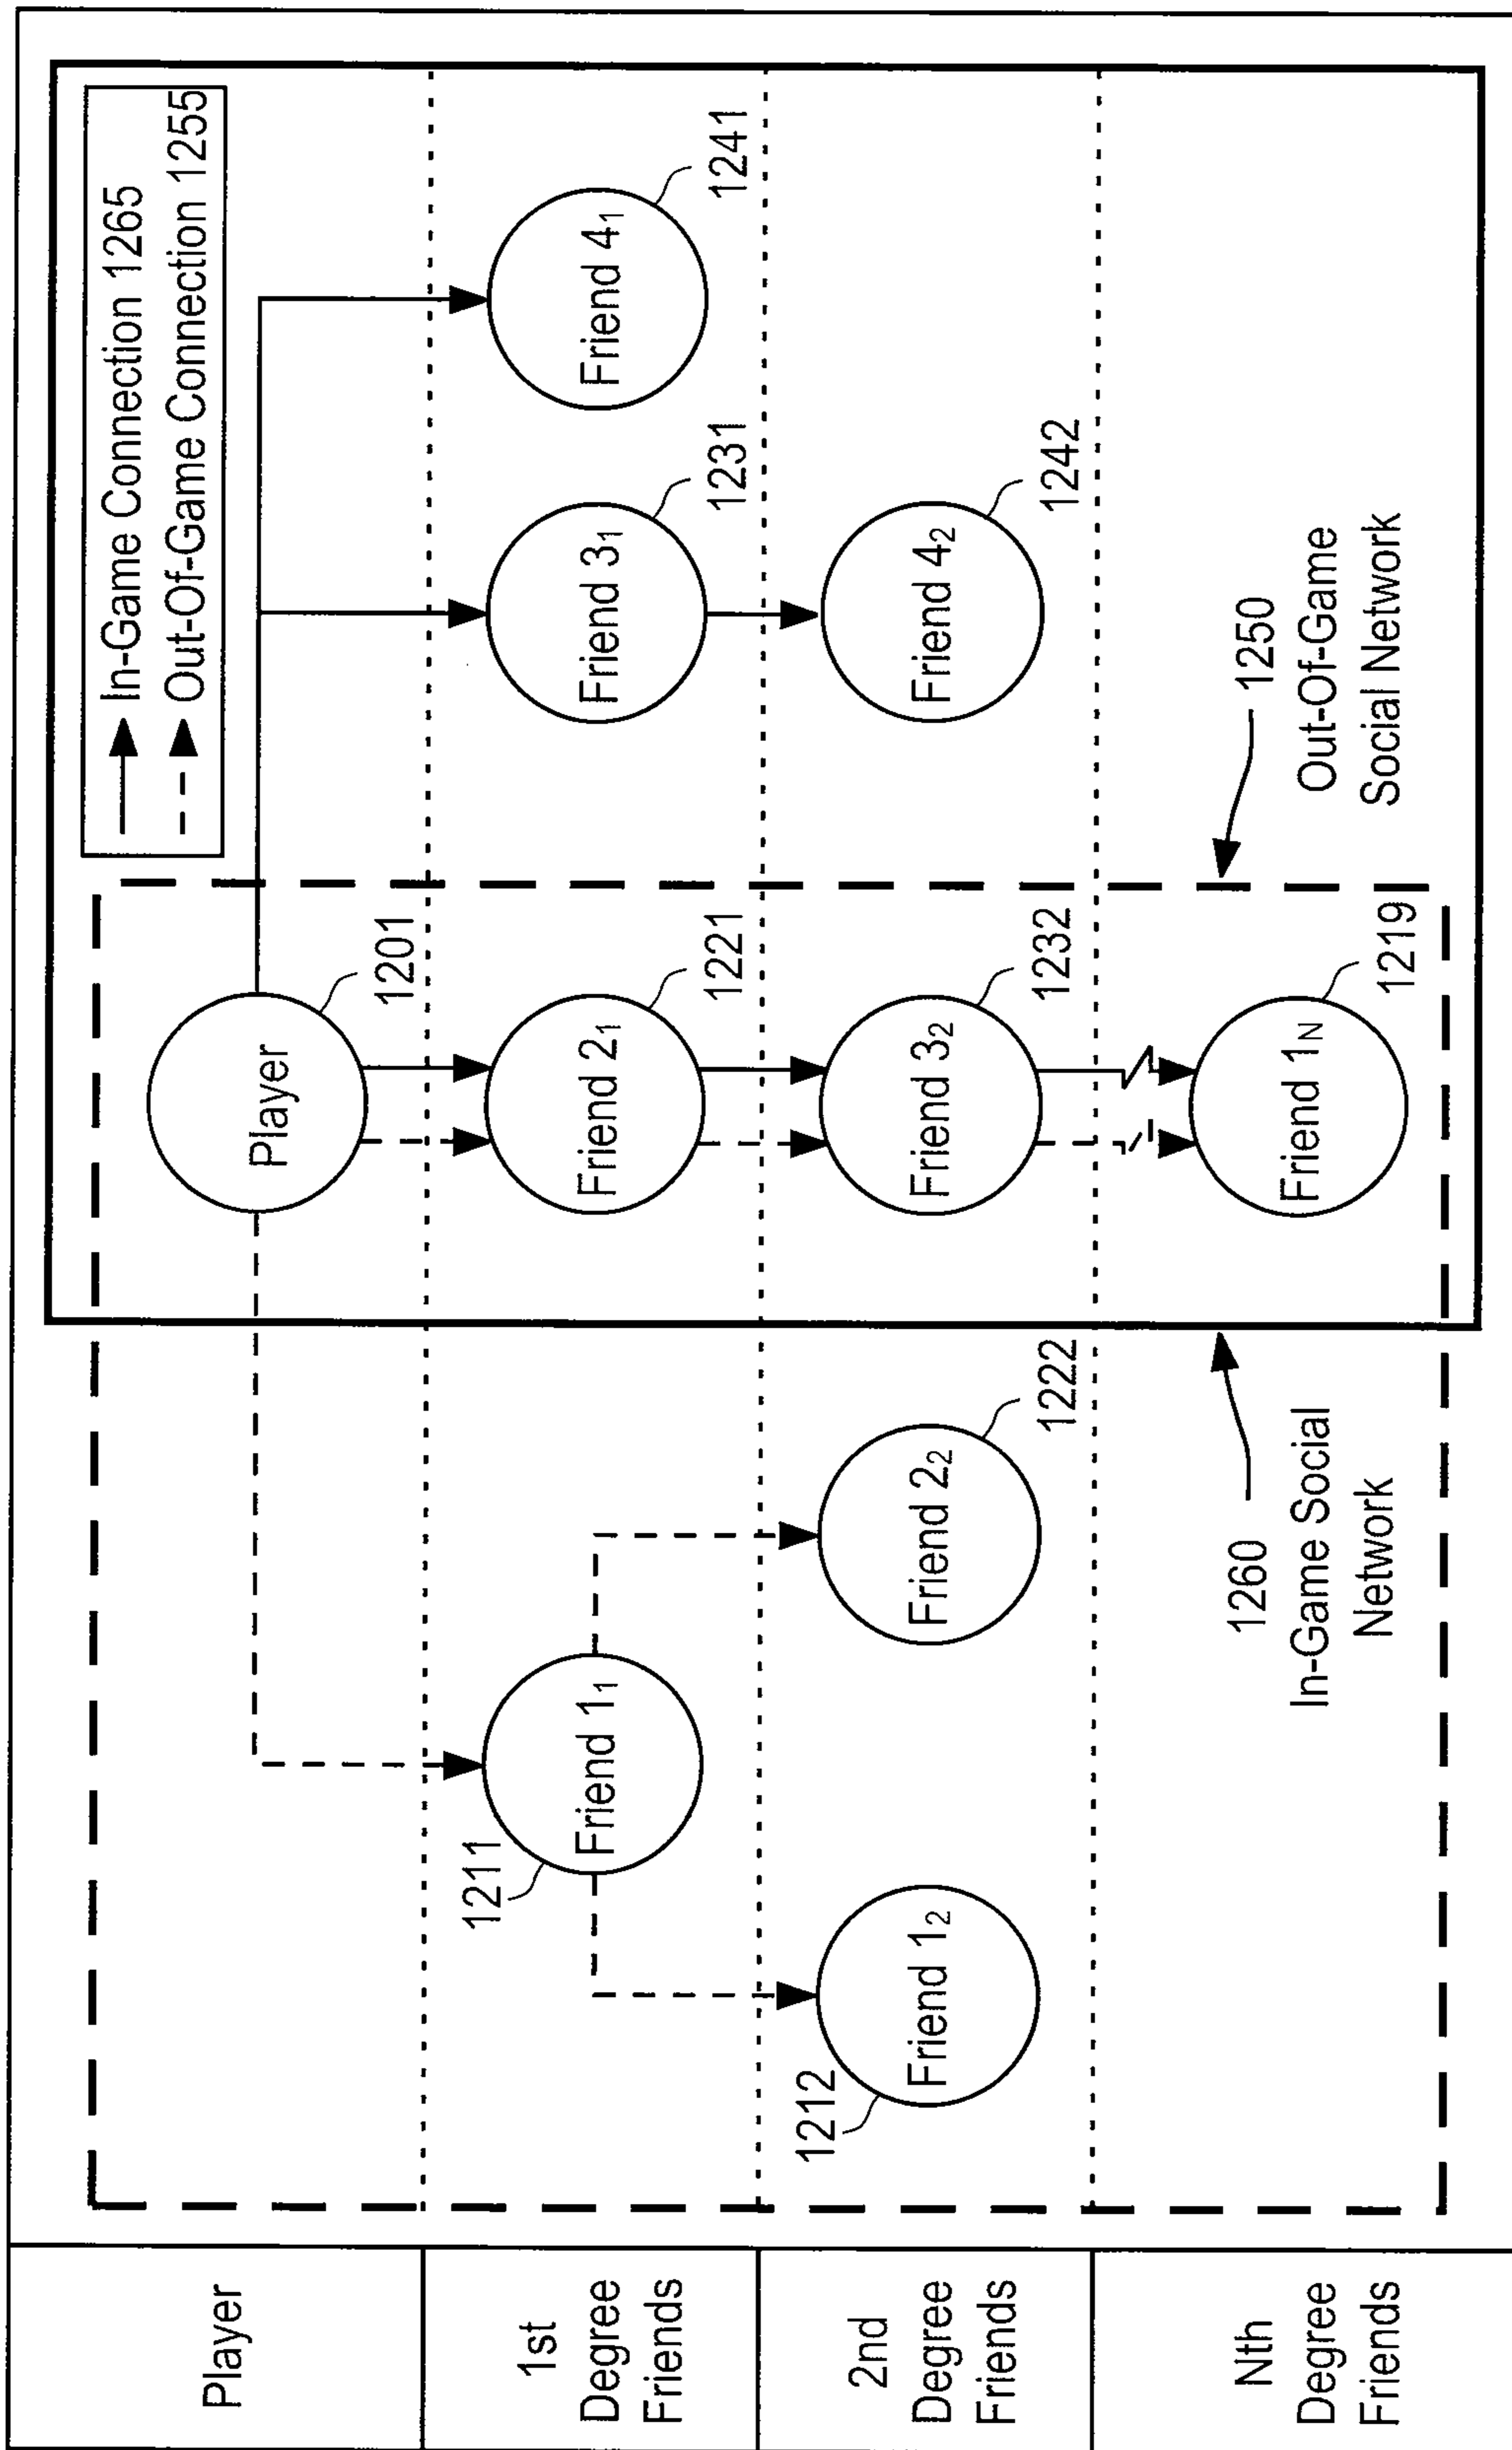 Player
1st
Degree
Friends
2nd
Degree
Friends
Nth
Degree
Friends
In-Game Connection 1265
Out-Of-Game Connection 1255
Player
1201
1211
Friend 1₁
Friend 2₁
1221
Friend 3₁
1231
Friend 4₁
1241
1212
Friend 1₂
Friend 2₂
1222
Friend 3₂
1232
Friend 4₂
1242
1260
In-Game Social
Network
Friend 1N
1219
1250
Out-Of-Game
Social Network